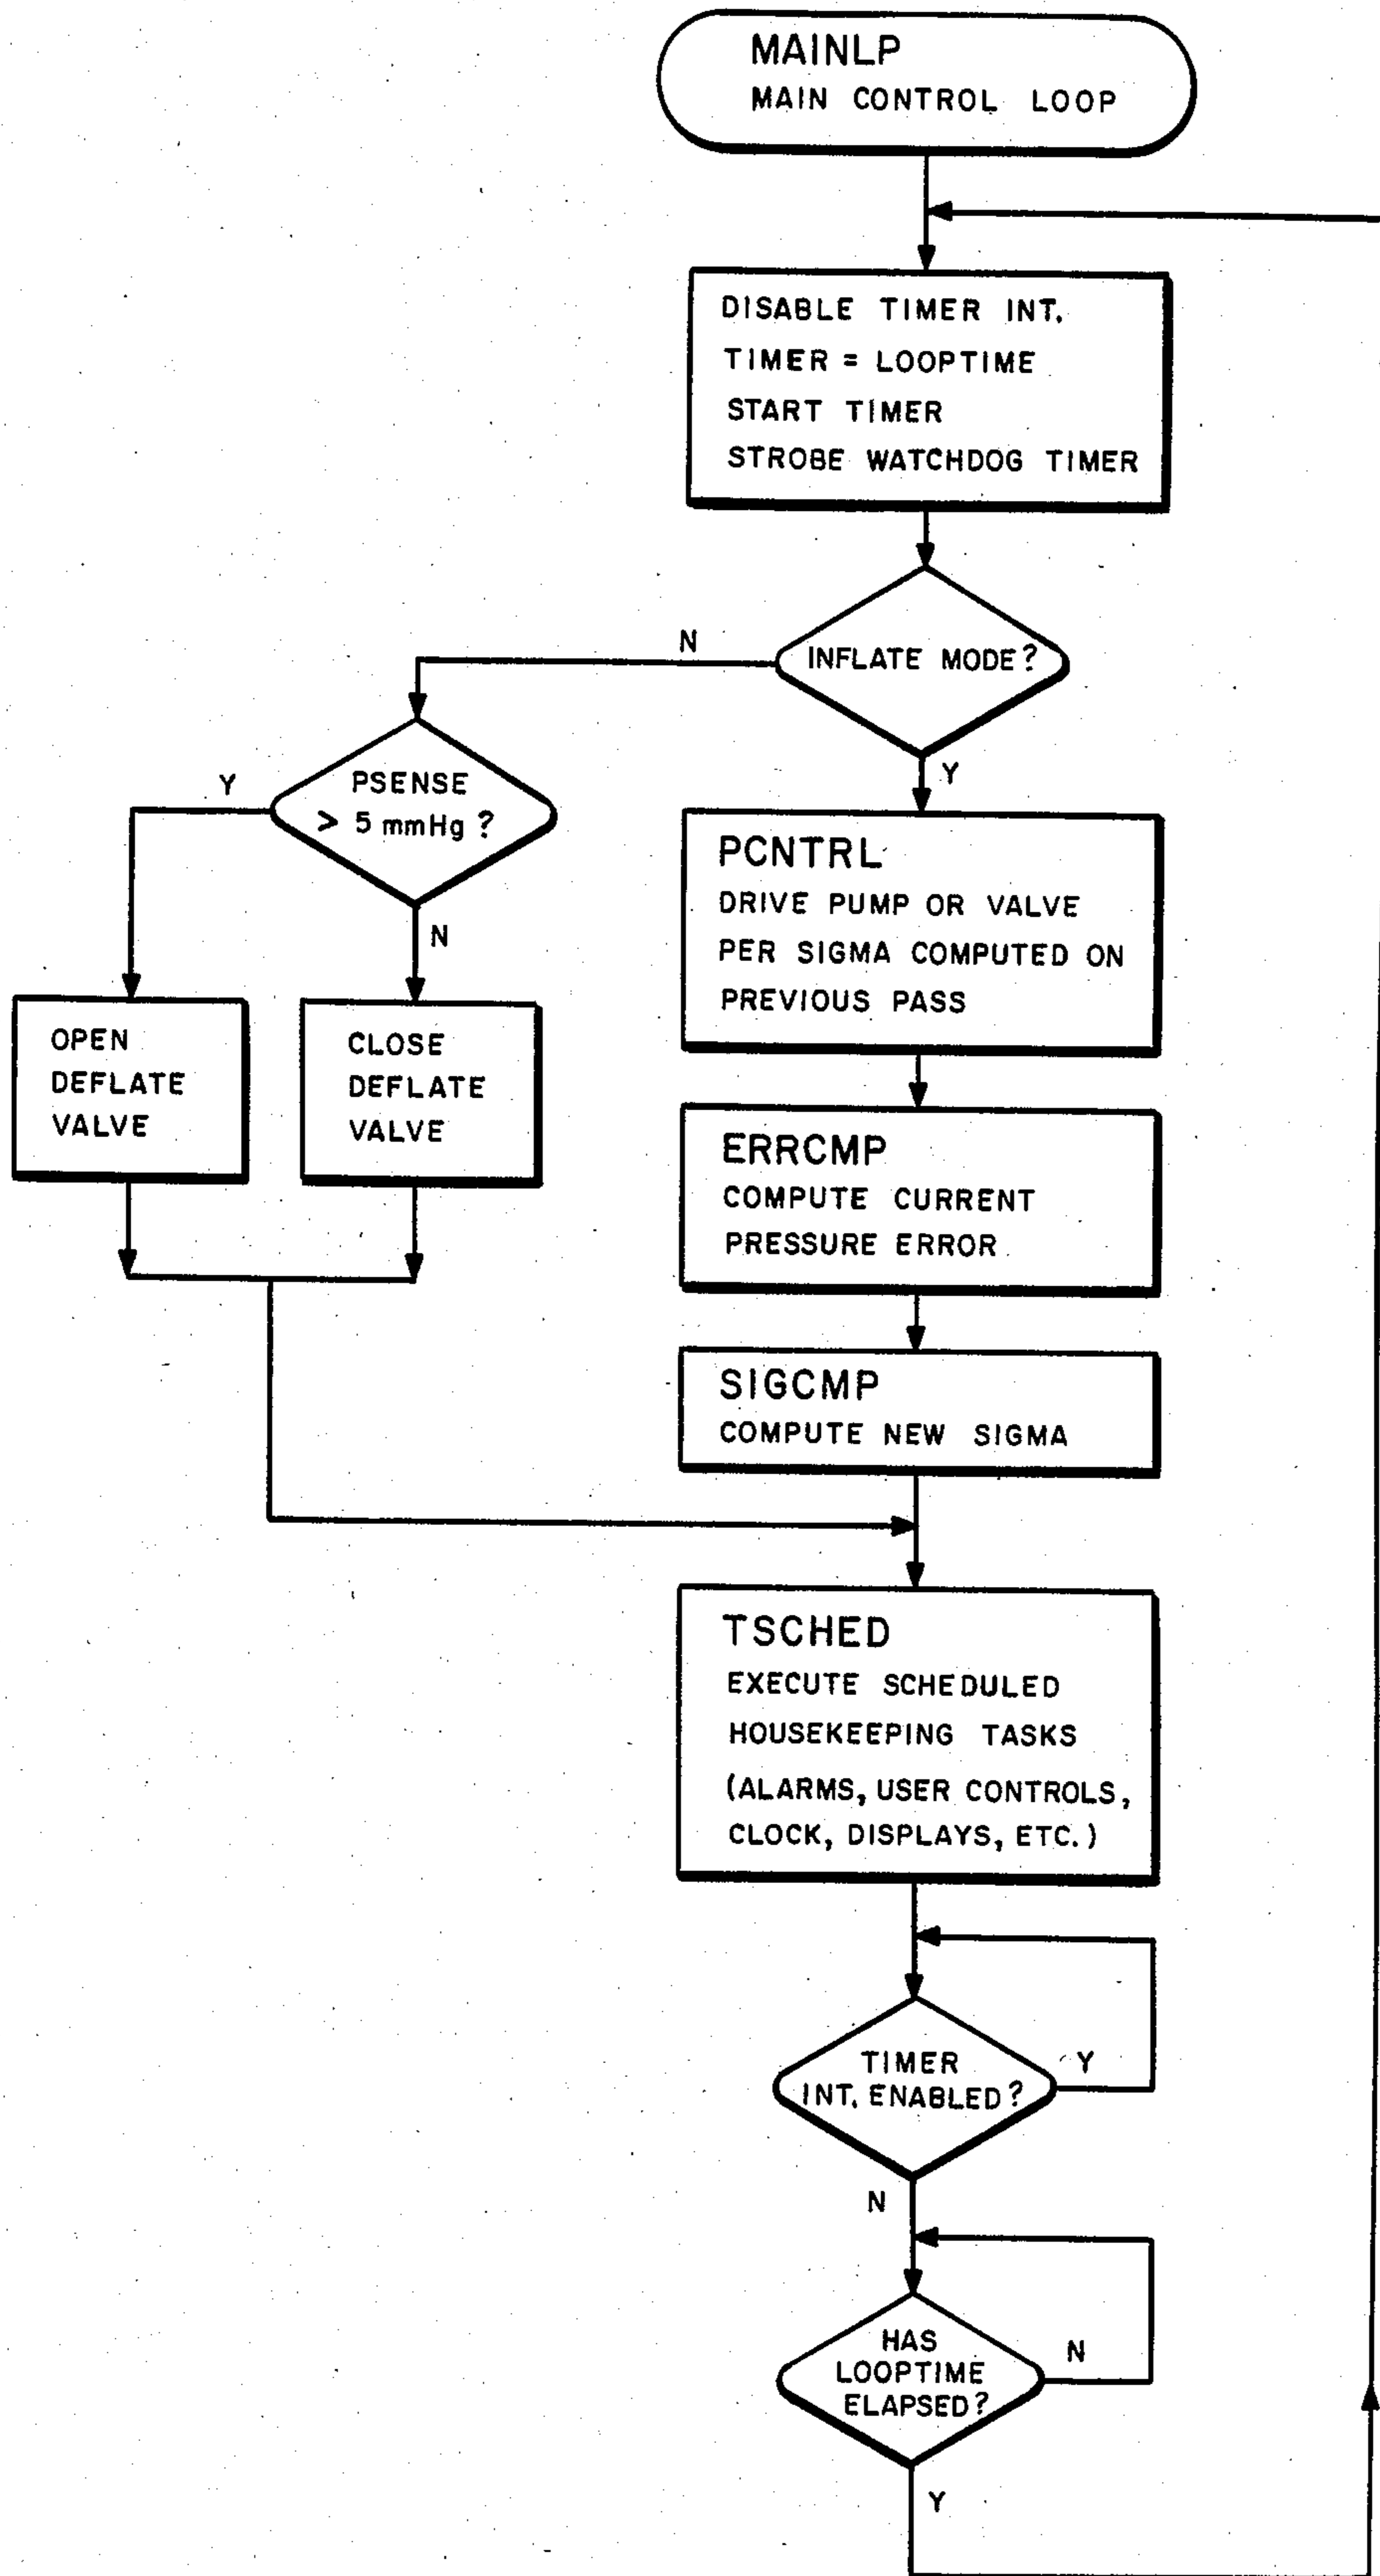 MAINLP
MAIN CONTROL LOOP
DISABLE TIMER INT.
TIMER = LOOPTIME
START TIMER
STROBE WATCHDOG TIMER
INFLATE MODE?
N
Y
PSENSE
> 5 mmHg ?
Y
N
OPEN
DEFLATE
VALVE
CLOSE
DEFLATE
VALVE
PCNTRL
DRIVE PUMP OR VALVE
PER SIGMA COMPUTED ON
PREVIOUS PASS
ERRCMP
COMPUTE CURRENT
PRESSURE ERROR
SIGCMP
COMPUTE NEW SIGMA
TSCHED
EXECUTE SCHEDULED
HOUSEKEEPING TASKS
(ALARMS, USER CONTROLS,
CLOCK, DISPLAYS, ETC.)
TIMER
INT. ENABLED?
Y
N
HAS
LOOPTIME
ELAPSED?
N
Y